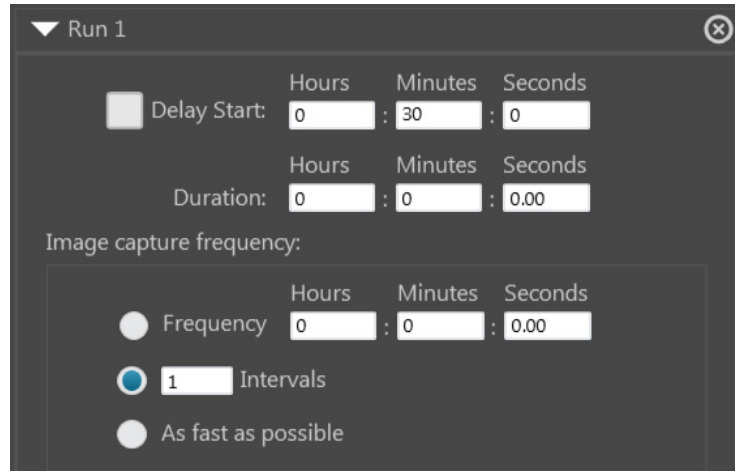 Run 1
Hours Minutes Seconds
Delay Start: 0 : 30 : 0
Hours Minutes Seconds
Duration: 0 : 0 : 0.00
Image capture frequency:
Hours Minutes Seconds
Frequency 0 : 0 : 0.00
1 Intervals
As fast as possible